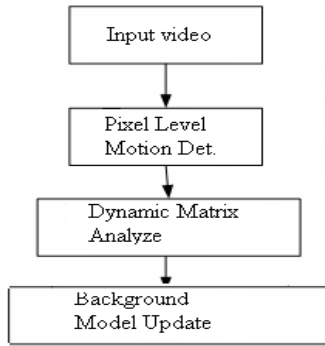 Input video
Pixel Level
Motion Det.
Dynamic Matrix
Analyze
Background
Model Update